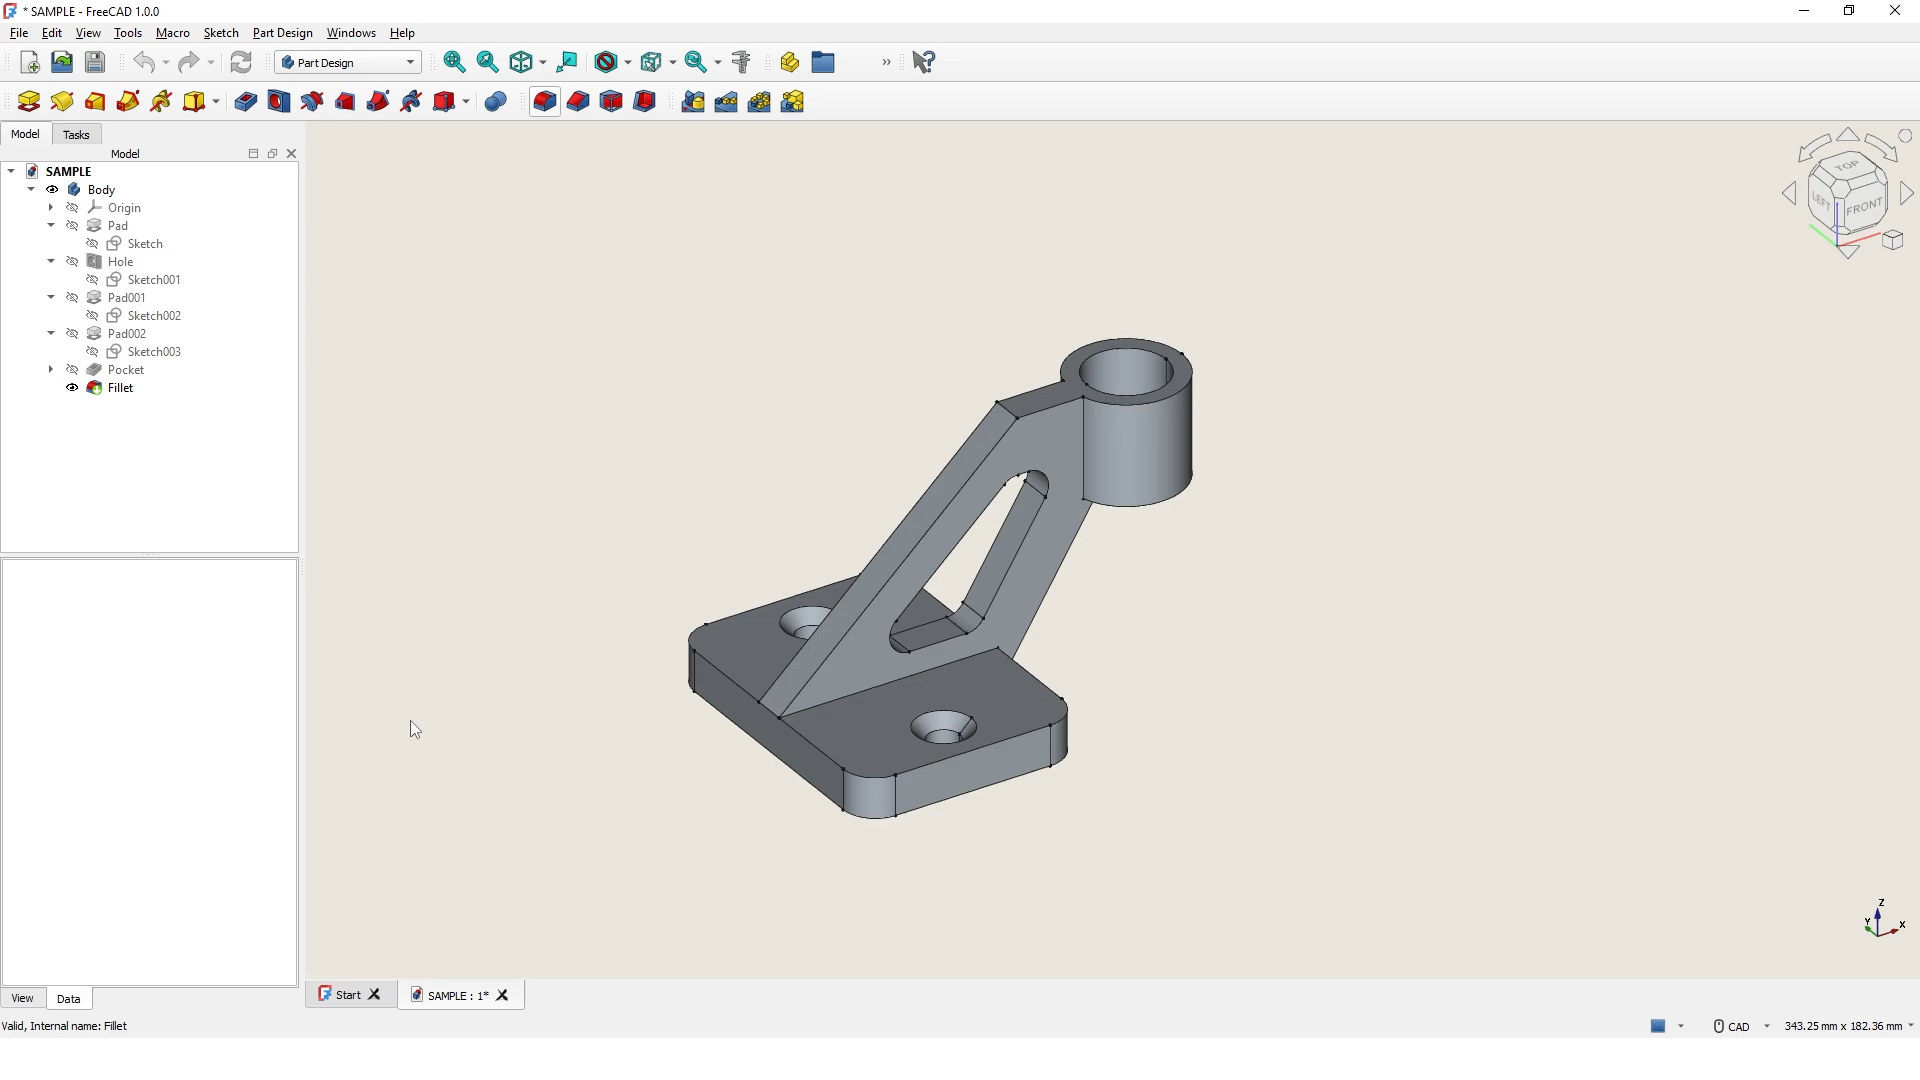 * SAMPLE - FreeCAD 1.0.0
File Edit View Tools Macro Sketch Part Design Windows Help
Part Design
Model Tasks
Model
SAMPLE
Body
Origin
Pad
Sketch
Hole
Sketch001
Pad001
Sketch002
Pad002
Sketch003
Pocket
Fillet
TOP
LEFT FRONT
Z
Y X
View Data
Start SAMPLE : 1*
Valid, Internal name: Fillet
CAD 343.25 mm x 182.36 mm